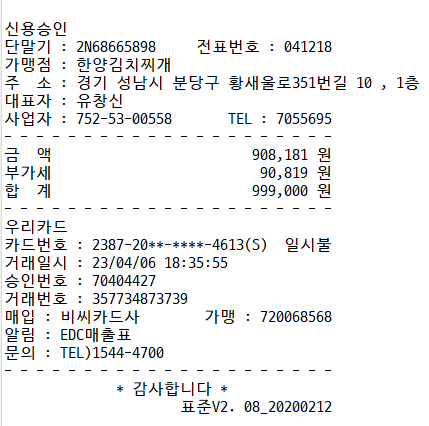 신용승인
단말기 : 2N68665898 전표번호 : 041218
가맹점 : 한양김치찌개
주 소 : 경기 성남시 분당구 황새울로351번길 10 , 1층
대표자 : 유창신
사업자 : 752-53-00558 TEL : 7055695
- - - - - - - - - - - - - - - - - - - - -
금 액 908,181 원
부가세 90,819 원
합 계 999,000 원
- - - - - - - - - - - - - - - - - - - - -
우리카드
카드번호 : 2387-20**-****-4613(S) 일시불
거래일시 : 23/04/06 18:35:55
승인번호 : 70404427
거래번호 : 357734873739
매입 : 비씨카드사 가맹 : 720068568
알림 : EDC매출표
문의 : TEL)1544-4700
- - - - - - - - - - - - - - - - - - - - -
* 감사합니다 *
표준V2. 08_20200212